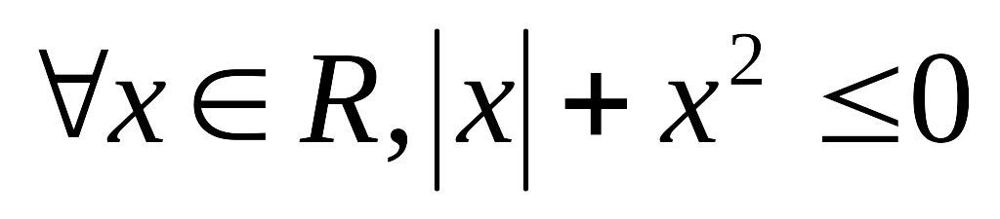 ∀x ∈ R, |x| + x² ≤0